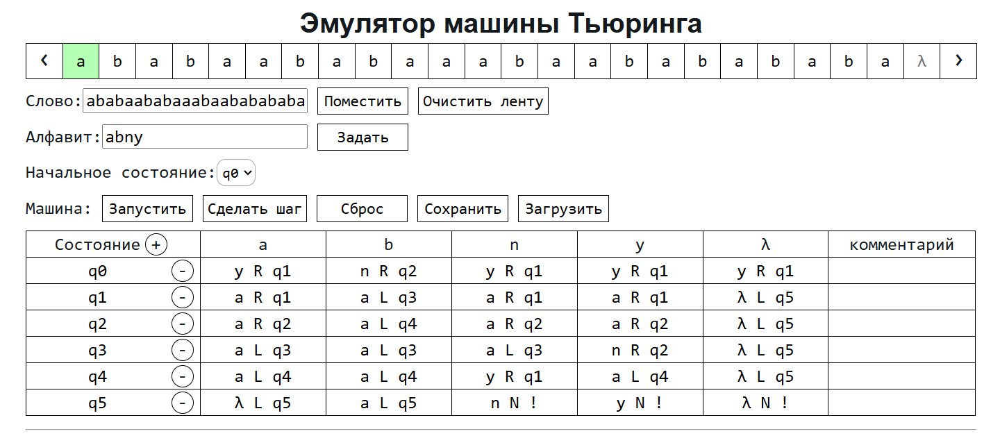 Эмулятор машины Тьюринга
< a b a b a a b a b a a a b a a b a b a b a b a λ >
Слово: ababaababaaabaababababa Поместить Очистить ленту
Алфавит: abny Задать
Начальное состояние: q0
Машина: Запустить Сделать шаг Сброс Сохранить Загрузить
Состояние + a b n y λ комментарий
q0 - y R q1 n R q2 y R q1 y R q1 y R q1
q1 - a R q1 a L q3 a R q1 a R q1 λ L q5
q2 - a R q2 a L q4 a R q2 a R q2 λ L q5
q3 - a L q3 a L q3 a L q3 n R q2 λ L q5
q4 - a L q4 a L q4 y R q1 a L q4 λ L q5
q5 - λ L q5 a L q5 n N ! y N ! λ N !